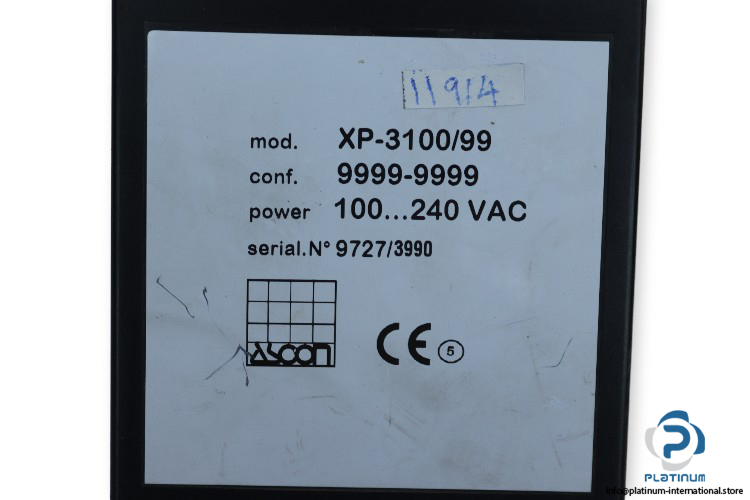 11914
mod. XP-3100/99
conf. 9999-9999
power 100...240 VAC
serial.N° 9727/3990
ASCON
CE 5
PLATINUM
info@platinum-international.store